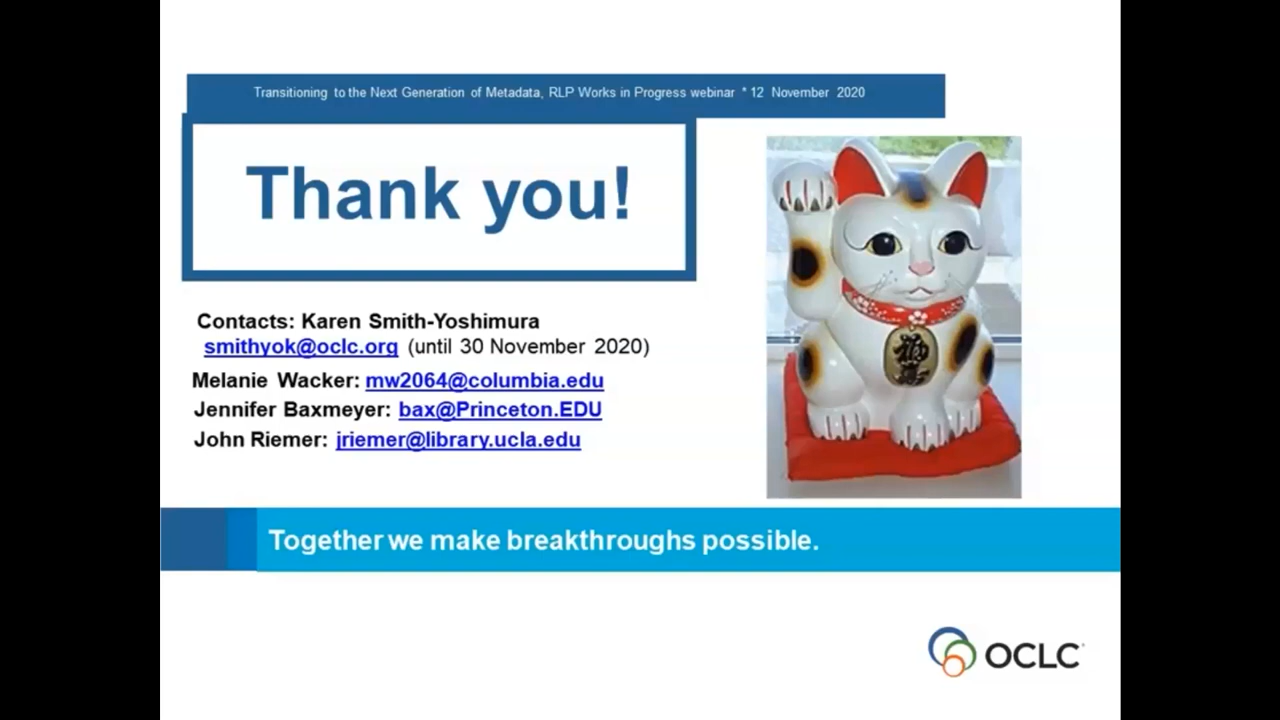 Transitioning to the Next Generation of Metadata, RLP Works in Progress webinar * 12 November 2020
Thank you!
Contacts: Karen Smith-Yoshimura
smithyok@oclc.org (until 30 November 2020)
Melanie Wacker: mw2064@columbia.edu
Jennifer Baxmeyer: bax@Princeton.EDU
John Riemer: jriemer@library.ucla.edu
Together we make breakthroughs possible.
OCLC